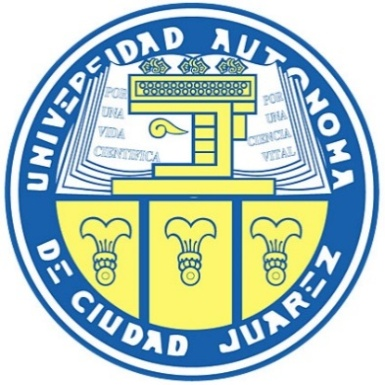 UNIVERSIDAD AUTONOMA
DE CIUDAD JUAREZ
POR
UNA
VIDA
CIENTIFICA
POR
UNA
CIENCIA
VITAL